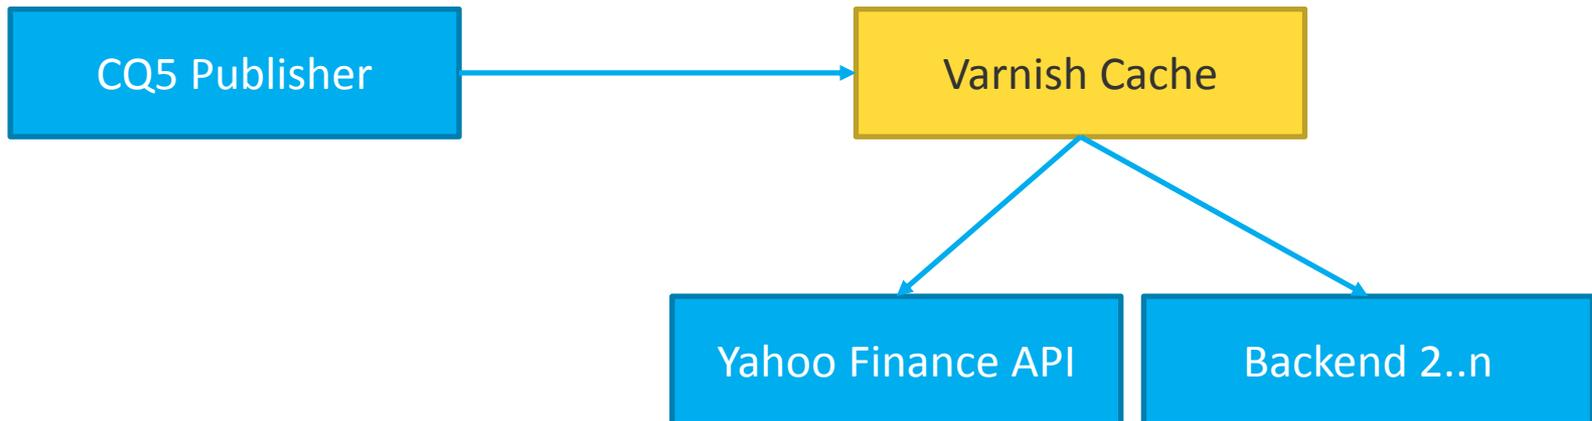 CQ5 Publisher
Varnish Cache
Yahoo Finance API
Backend 2..n